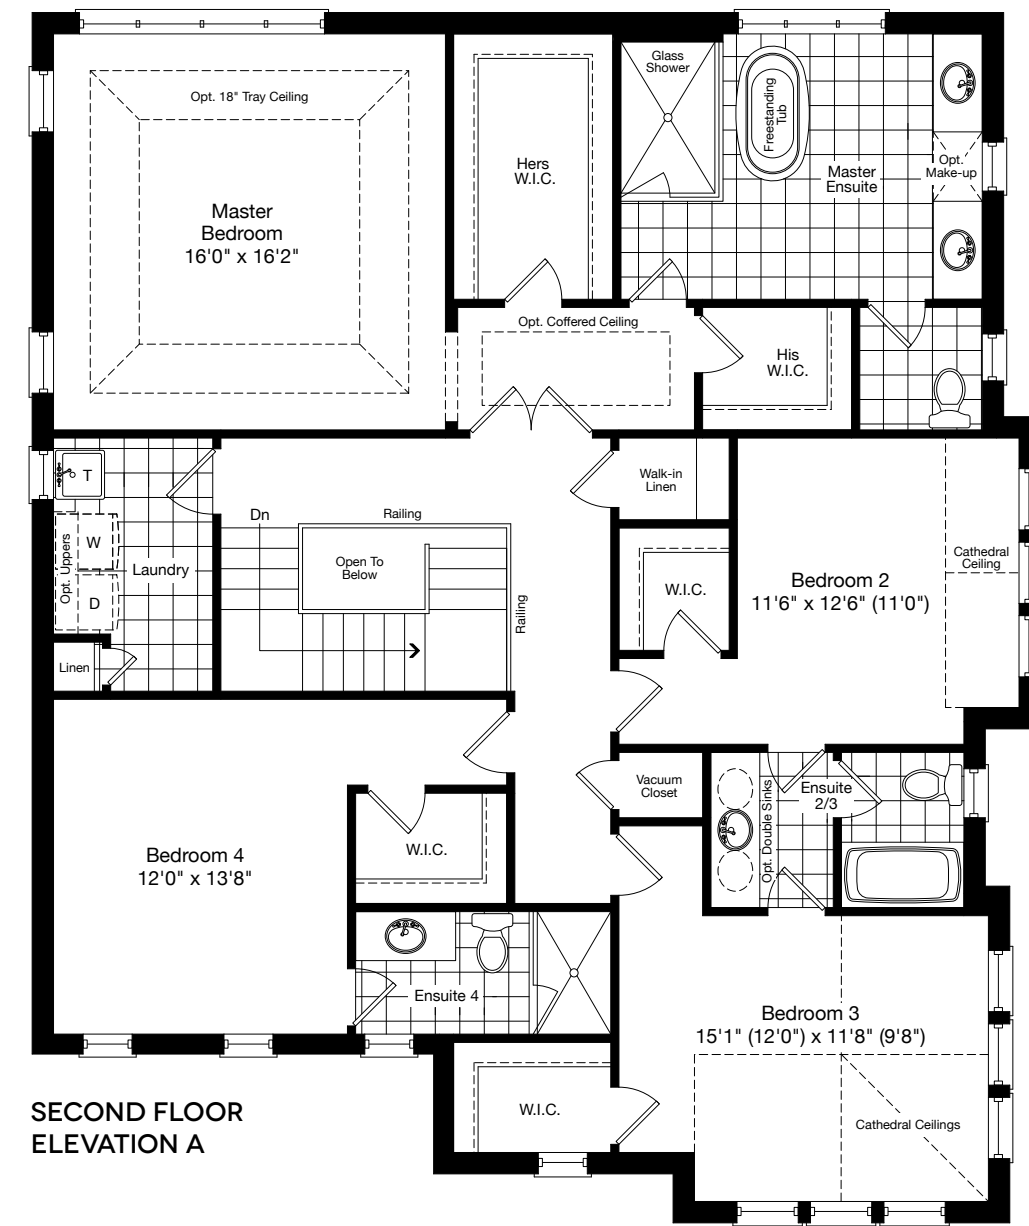 Opt. 18" Tray Ceiling
Master
Bedroom
16'0" x 16'2"
Hers
W.I.C.
Glass
Shower
Freestanding
Tub
Master
Ensuite
Opt.
Make-up
Opt. Coffered Ceiling
His
W.I.C.
T
W
D
Opt. Uppers
Laundry
Linen
Dn
Railing
Open To
Below
Railing
Walk-in
Linen
W.I.C.
Bedroom 2
11'6" x 12'6" (11'0")
Cathedral
Ceiling
Vacuum
Closet
Opt. Double Sinks
Ensuite
2/3
Bedroom 4
12'0" x 13'8"
W.I.C.
Ensuite 4
Bedroom 3
15'1" (12'0") x 11'8" (9'8")
Cathedral Ceilings
W.I.C.
SECOND FLOOR
ELEVATION A